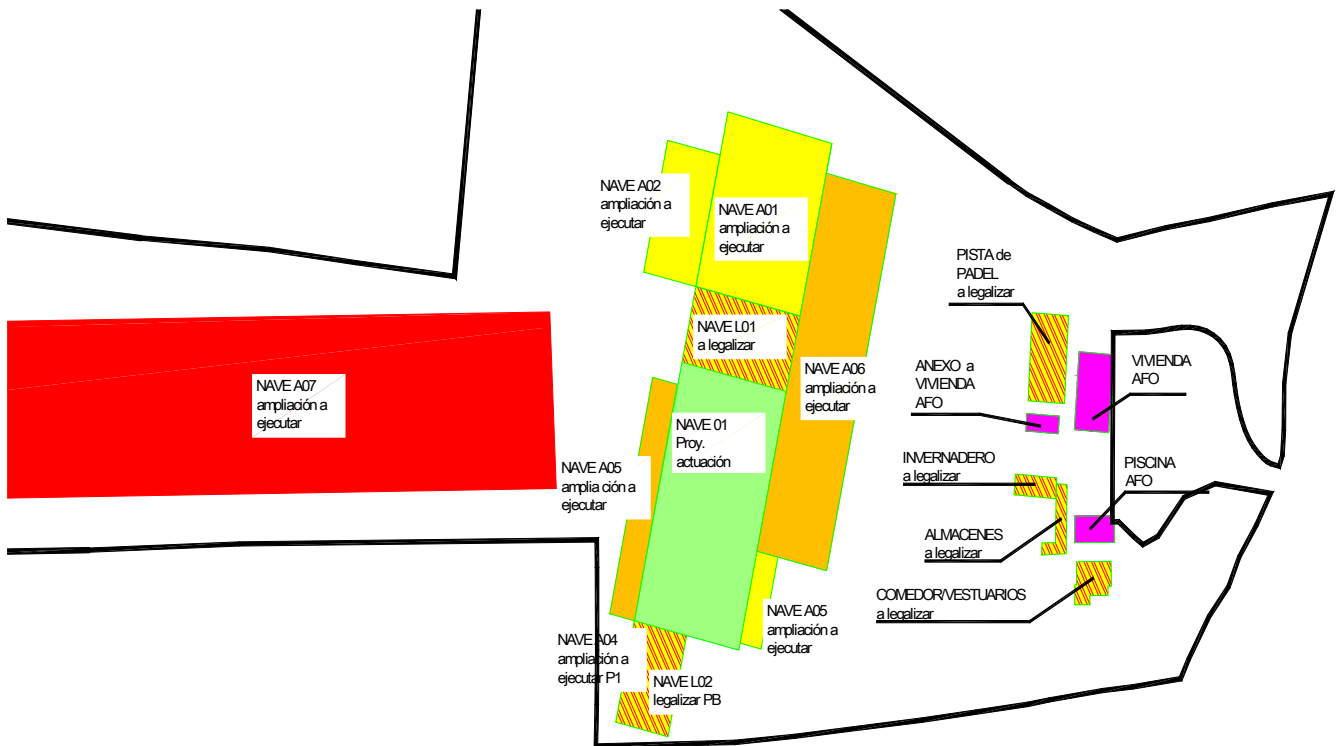 NAVE A02
ampliación a
ejecutar
NAVE A01
ampliación a
ejecutar
PISTA de
PADEL
a legalizar
NAVE L01
a legalizar
NAVE A06
ampliación a
ejecutar
ANEXO a
VIVIENDA
AFO
VIVIENDA
AFO
NAVE A07
ampliación a
ejecutar
NAVE 01
Proy.
actuación
NAVE A05
amplia ción a
ejecutar
INVERNADERO
a legalizar
PISCINA
AFO
ALMACENES
a legalizar
COMEDOR/VESTUARIOS
a legalizar
NAVE A05
ampliación a
ejecutar
NAVE A04
ampliación a
ejecutar P1
NAVE L02
legalizar PB